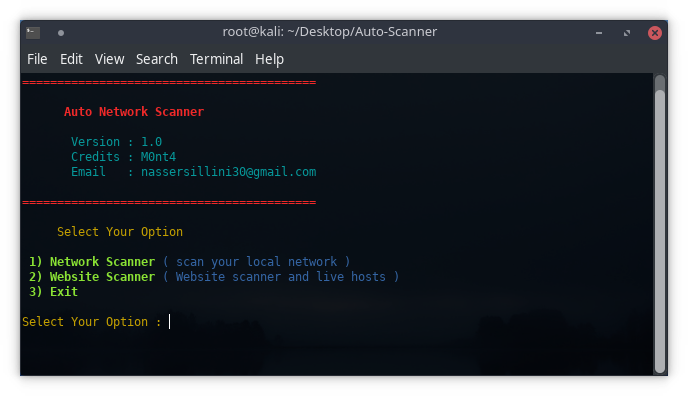 root@kali: ~/Desktop/Auto-Scanner
File Edit View Search Terminal Help
==========================================
Auto Network Scanner
Version : 1.0
Credits : M0nt4
Email : nassersillini30@gmail.com
==========================================
Select Your Option
1) Network Scanner ( scan your local network )
2) Website Scanner ( Website scanner and live hosts )
3) Exit
Select Your Option :